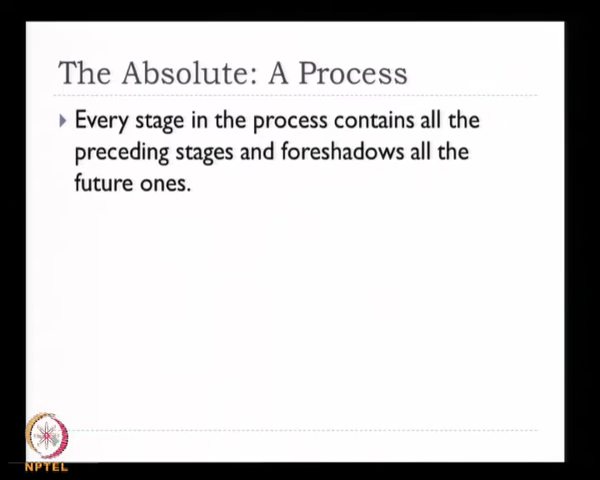 The Absolute: A Process
Every stage in the process contains all the
preceding stages and foreshadows all the
future ones.
NPTEL